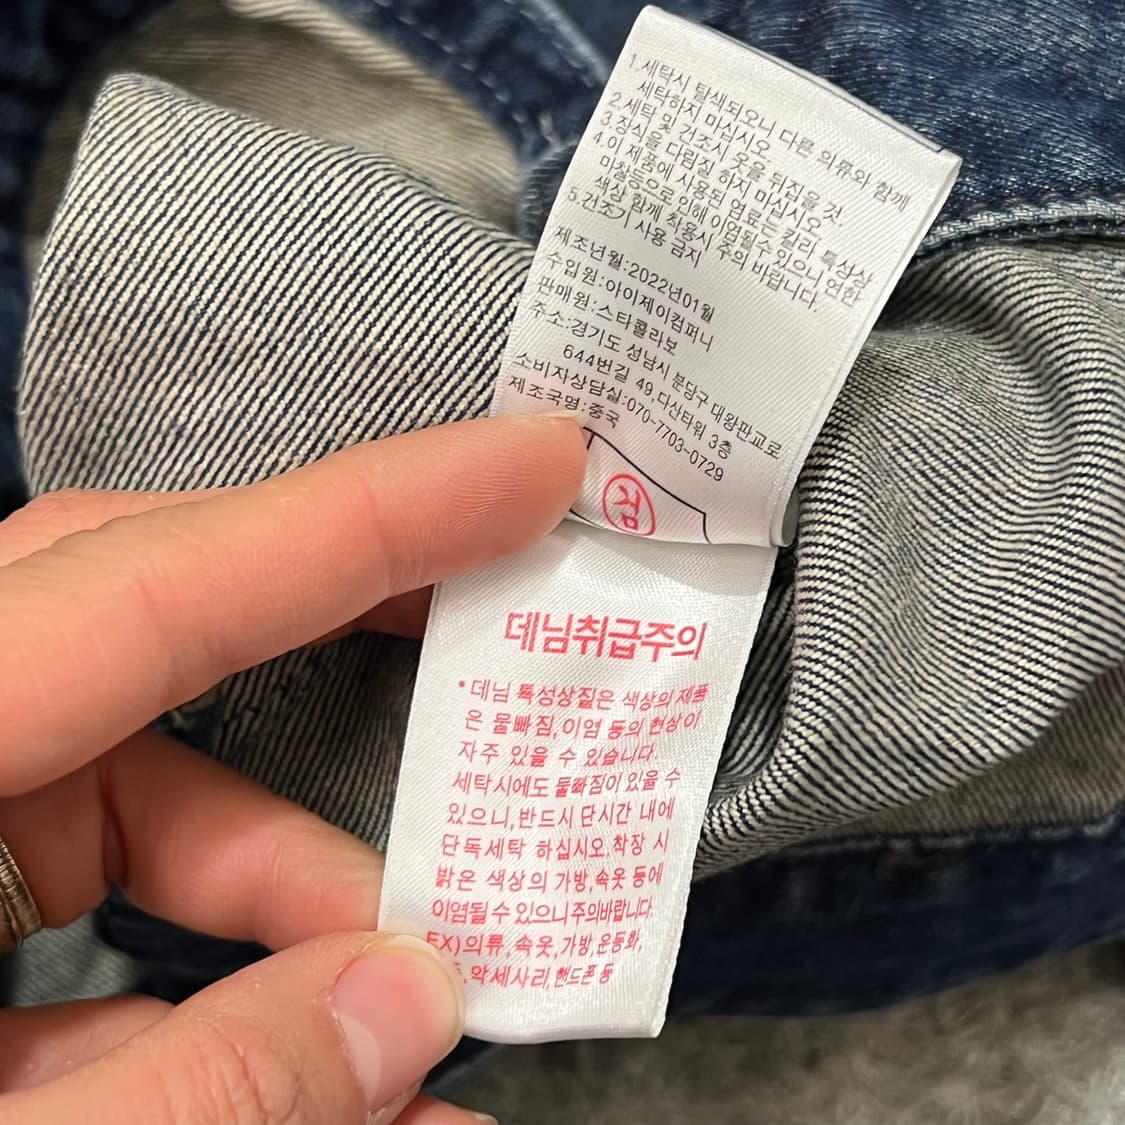 1.세탁시 탈색되오니 다른 의류와 함께
세탁하지 마십시오
2.세탁 및 건조시 옷을 뒤집을 것
3.장식을 다림질 하지 마십시오.
4.이 제품에 사용된 염료는 칼러 특성상
마찰등으로 인해 이염될수 있으니 연한
색상 함께 착용시 주의 바랍니다.
5.건조기 사용 금지
제조년월:2022년01월
수입원:아이제이컴퍼니
판매원:스타콜라보
주소:경기도 성남시 분당구 대왕판교로
644번길 49,다산타워 3층
소비자상담실:070-7703-0729
제조국명:중국
데님취급주의
•데님 특성상짙은 색상의 제품
은 물빠짐,이염 등의 현상이
자주 있을 수 있습니다.
세탁시에도 물빠짐이 있을 수
있으니,반드시 단시간 내에
단독세탁 하십시오.착장 시
밝은 색상의 가방,속옷 등에
이염될 수 있으니 주의바랍니다.
EX)의류,속옷,가방,운동화,
,악세사리,핸드폰 등